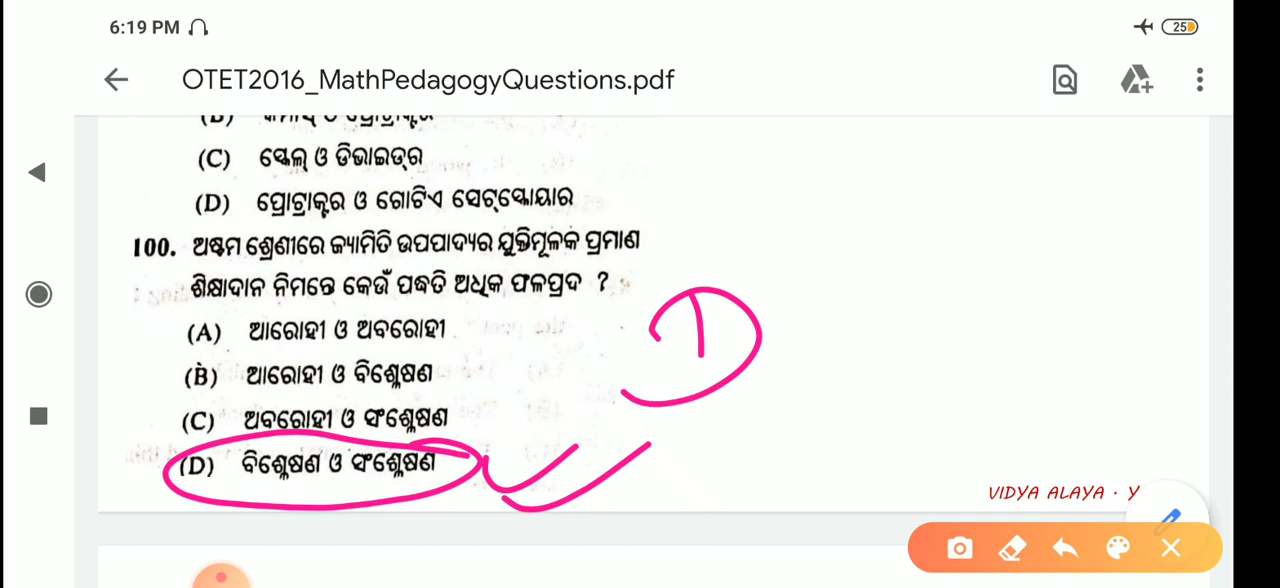 6:19 PM
25
OTET2016_MathPedagogyQuestions.pdf
(C) ସ୍କେଲ୍ ଓ ଡିଭାଇଡ୍‌ର
(D) ପ୍ରୋଟ୍ରାକ୍ଟର ଓ ଗୋଟିଏ ସେଟ୍‌ସ୍କୋୟାର
100. ଅଷ୍ଟମ ଶ୍ରେଣୀରେ ଜ୍ୟାମିତି ଉପପାଦ୍ୟର ଯୁକ୍ତିମୂଳକ ପ୍ରମାଣ
ଶିକ୍ଷାଦାନ ନିମନ୍ତେ କେଉଁ ପଦ୍ଧତି ଅଧିକ ଫଳପ୍ରଦ ?
(A) ଆରୋହୀ ଓ ଅବରୋହୀ
(B) ଆରୋହୀ ଓ ବିଶ୍ଳେଷଣ
(C) ଅବରୋହୀ ଓ ସଂଶ୍ଳେଷଣ
(D) ବିଶ୍ଳେଷଣ ଓ ସଂଶ୍ଳେଷଣ
D
VIDYA ALAYA · Y